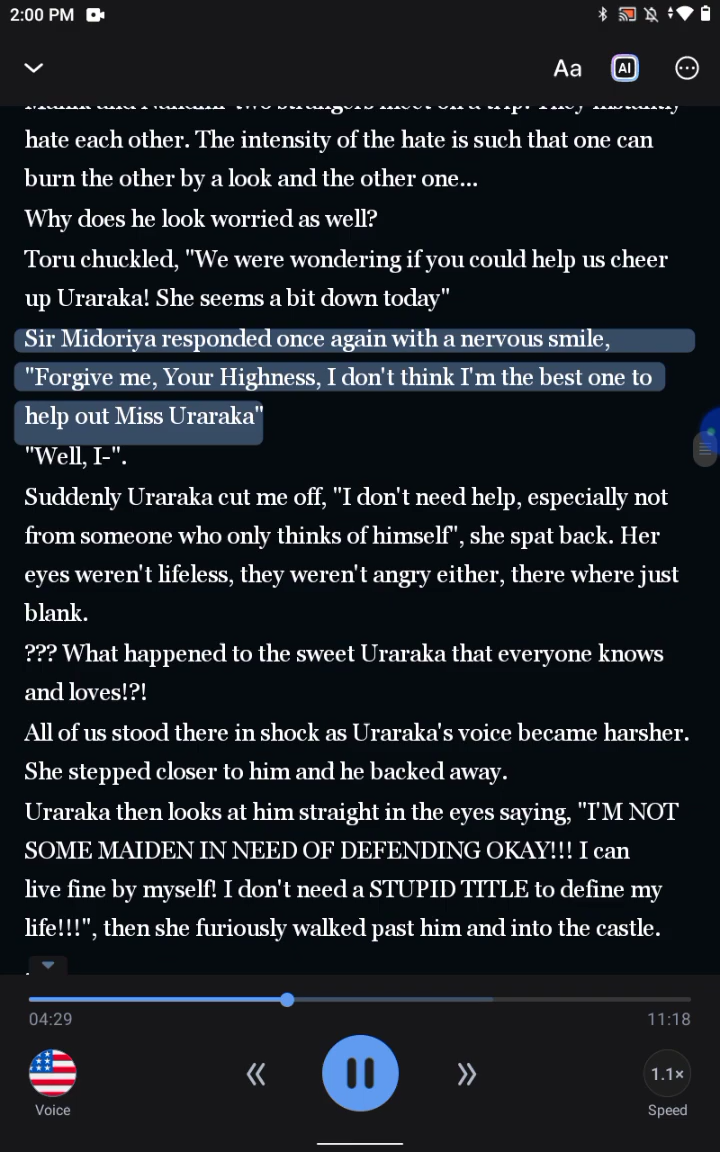 2:00 PM
Aa
AI
hate each other. The intensity of the hate is such that one can
burn the other by a look and the other one...
Why does he look worried as well?
Toru chuckled, "We were wondering if you could help us cheer
up Uraraka! She seems a bit down today"
Sir Midoriya responded once again with a nervous smile,
"Forgive me, Your Highness, I don't think I'm the best one to
help out Miss Uraraka"
"Well, I-".
Suddenly Uraraka cut me off, "I don't need help, especially not
from someone who only thinks of himself", she spat back. Her
eyes weren't lifeless, they weren't angry either, there where just
blank.
??? What happened to the sweet Uraraka that everyone knows
and loves!?!
All of us stood there in shock as Uraraka's voice became harsher.
She stepped closer to him and he backed away.
Uraraka then looks at him straight in the eyes saying, "I'M NOT
SOME MAIDEN IN NEED OF DEFENDING OKAY!!! I can
live fine by myself! I don't need a STUPID TITLE to define my
life!!!", then she furiously walked past him and into the castle.
04:29
11:18
1.1×
Voice
Speed